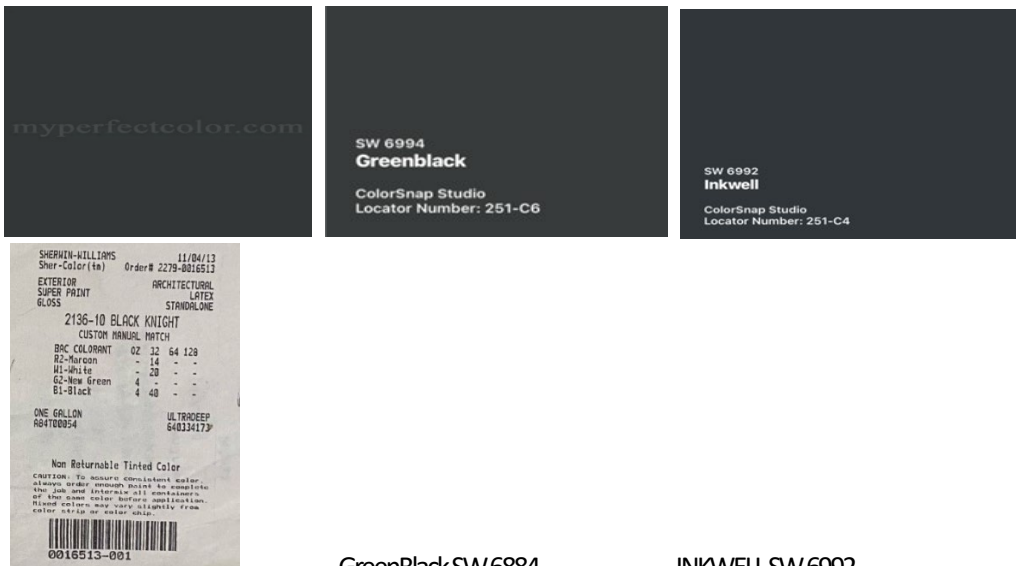 myperfectcolor.com
SW 6994
Greenblack
ColorSnap Studio
Locator Number: 251-C6
SW 6992
Inkwell
ColorSnap Studio
Locator Number: 251-C4
SHERWIN-WILLIAMS 11/04/13
Sher-Color(tm) Order# 2279-0016513
EXTERIOR ARCHITECTURAL
SUPER PAINT LATEX
GLOSS STANDALONE
2136-10 BLACK KNIGHT
CUSTOM MANUAL MATCH
BAC COLORANT OZ 32 64 128
R2-Maroon - 14 - -
W1-White - 20 - -
G2-New Green 4 - - -
B1-Black 4 40 - -
ONE GALLON ULTRADEEP
A84T00054 640334173
Non Returnable Tinted Color
CAUTION: To assure consistent color,
always order enough paint to complete
the job and intermix all containers
of the same color before application.
Mixed colors may vary slightly from
color strip or color chip.
0016513-001
GreenBlack SW 6884 INKWELL SW 6992